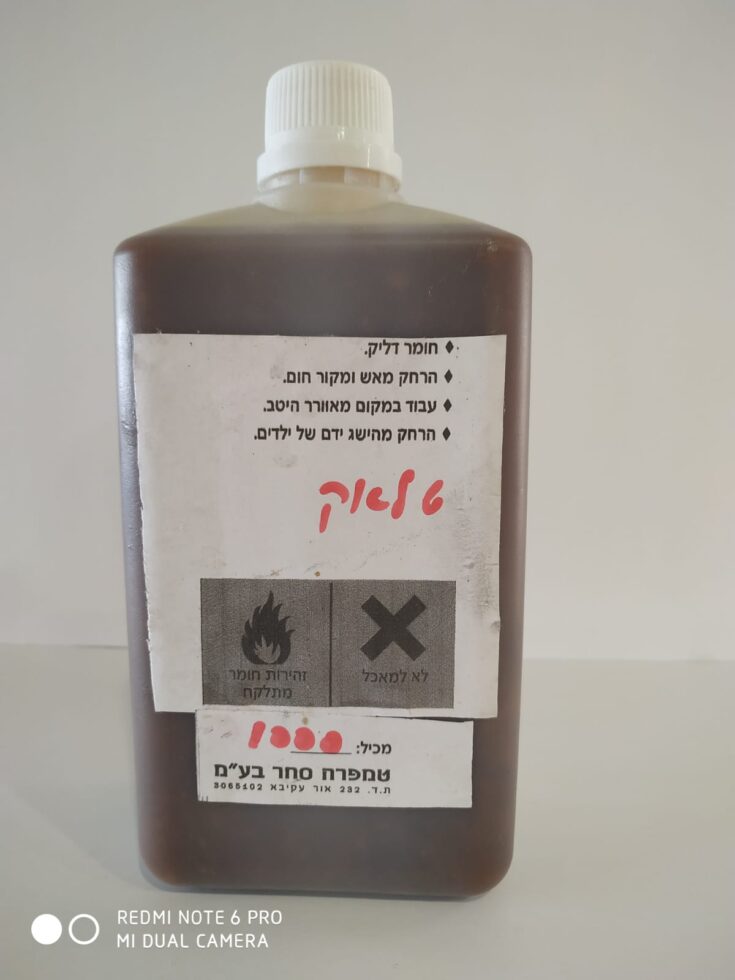 ♦ חומר דליק.
♦ הרחק מאש ומקור חום.
♦ עבוד במקום מאוורר היטב.
♦ הרחק מהישג ידם של ילדים.
טלאוק
לא למאכל
זהירות חומר
מתלקח
מכיל: 1000
טמפרח סחר בע"מ
ת.ד. 232 אור עקיבא 3065102
REDMI NOTE 6 PRO
MI DUAL CAMERA